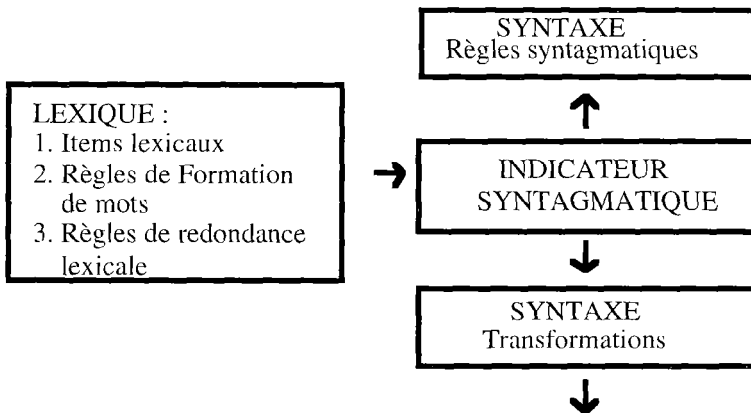 SYNTAXE
Règles syntagmatiques
LEXIQUE :
1. Items lexicaux
2. Règles de Formation
de mots
3. Règles de redondance
lexicale
INDICATEUR
SYNTAGMATIQUE
SYNTAXE
Transformations